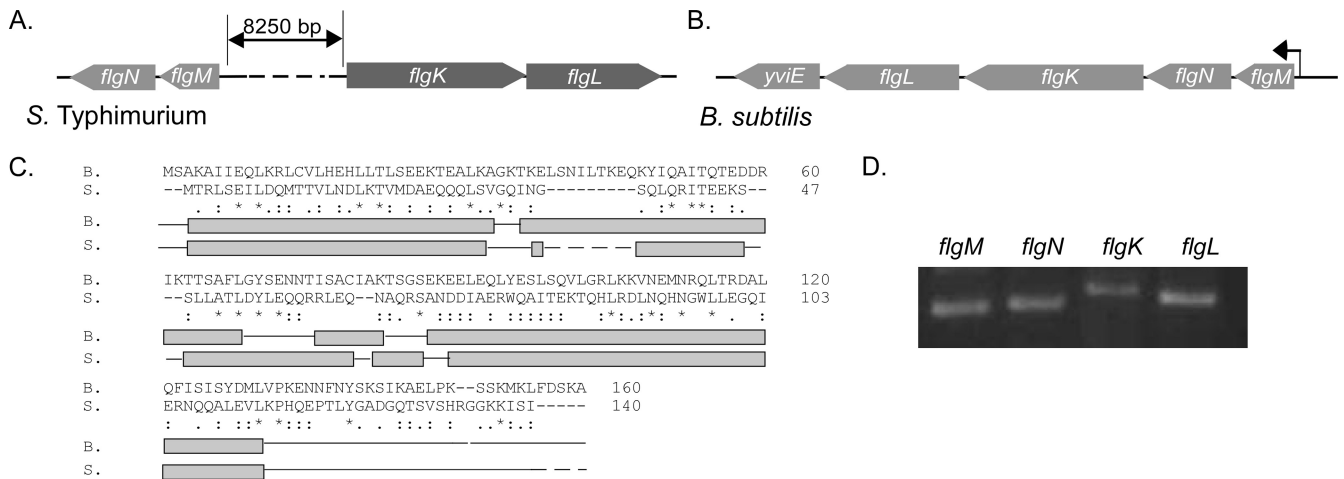 A.
8250 bp
flgN flgM flgK flgL
S. Typhimurium
B.
yviE flgL flgK flgN flgM
B. subtilis
C.
B. MSAKAIIEQLKRLCVLHEHLLTLSEEKTEALKAGKTKELSNILTKEQKYIQAITQTEDDR 60
S. --MTRLSEILDQMTTVLNDLKTVMDAEQQQLSVGQING---------SQLQRITEEKS-- 47
B.
S.
B. IKTTSAFLGYSENNTISACIAKTSGSEKEELEQLYESLSQVLGRLKKVNEMNRQLTRDAL 120
S. --SLLATLDYLEQQRRLEQ--NAQRSANDDIAERWQAITEKTQHLRDLNQHNGWLLEGQI 103
B.
S.
B. QFISISYDMLVPKENNFNYSKSIKAELPK--SSKMKLFDSKA 160
S. ERNQQALEVLKPHQEPTLYGADGQTSVSHRGGKKISI----- 140
B.
S.
D.
flgM flgN flgK flgL